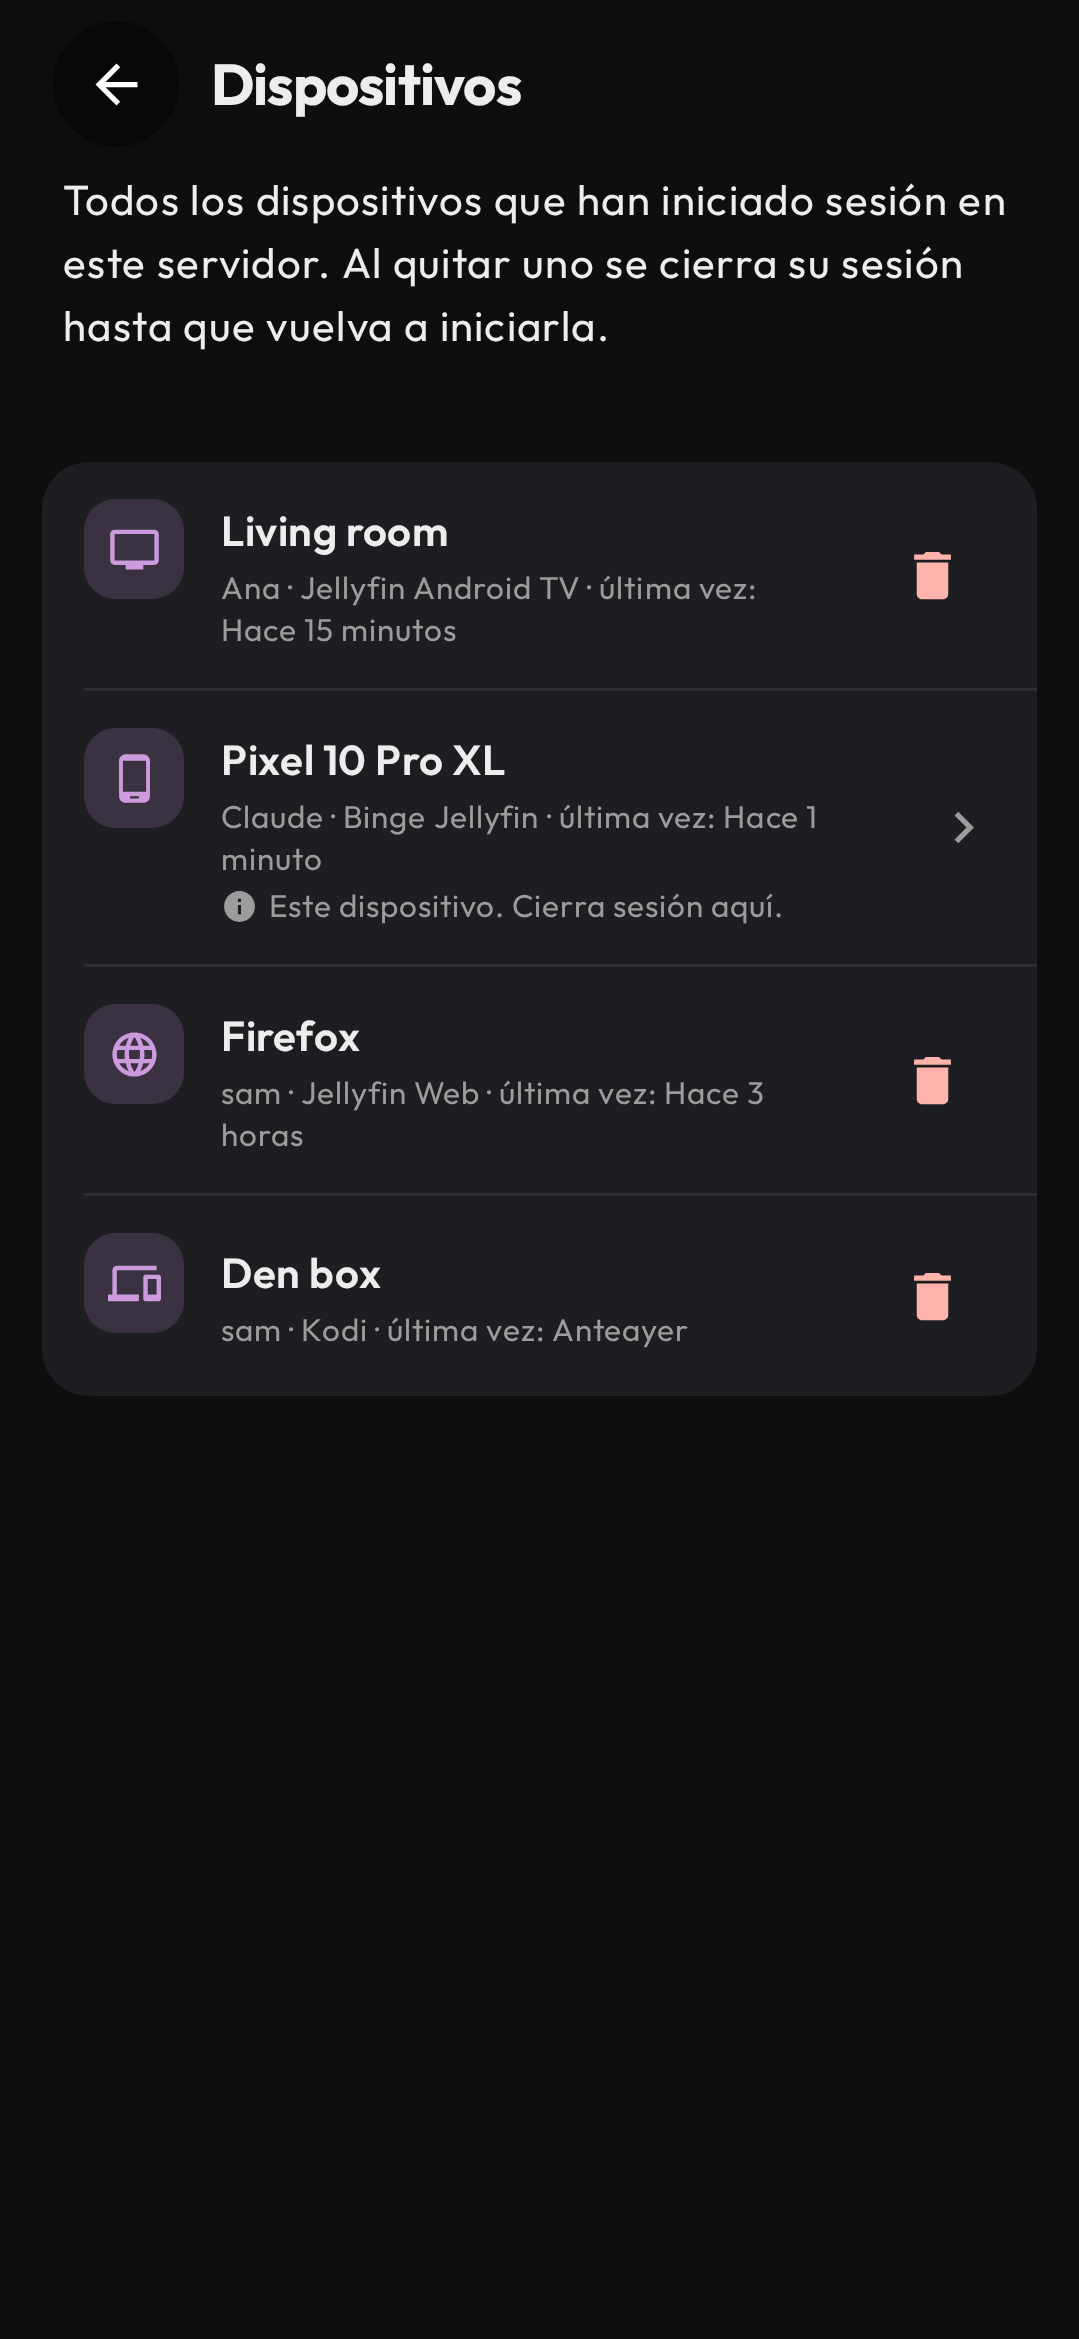 Dispositivos
Todos los dispositivos que han iniciado sesión en
este servidor. Al quitar uno se cierra su sesión
hasta que vuelva a iniciarla.
Living room
Ana · Jellyfin Android TV · última vez:
Hace 15 minutos
Pixel 10 Pro XL
Claude · Binge Jellyfin · última vez: Hace 1
minuto
Este dispositivo. Cierra sesión aquí.
Firefox
sam · Jellyfin Web · última vez: Hace 3
horas
Den box
sam · Kodi · última vez: Anteayer